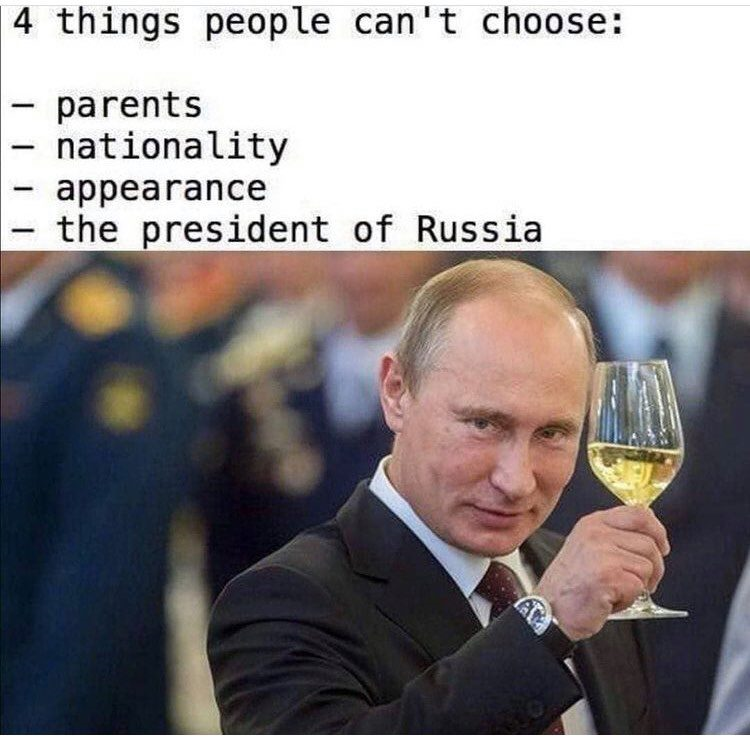 4 things people can't choose:
– parents
– nationality
– appearance
– the president of Russia